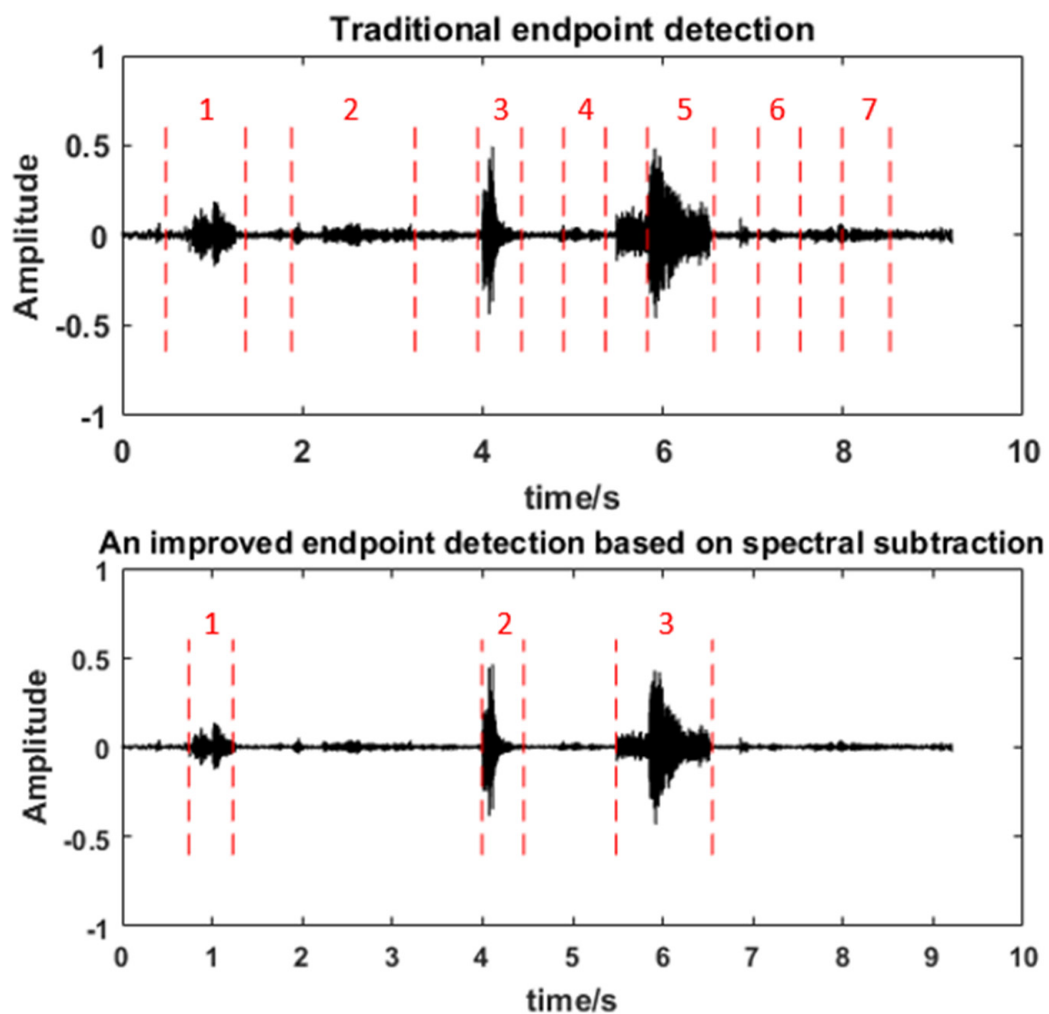 Traditional endpoint detection
1 2 3 4 5 6 7
1
0.5
0
-0.5
-1
Amplitude
0 2 4 6 8 10
time/s
An improved endpoint detection based on spectral subtraction
1 2 3
1
0.5
0
-0.5
-1
Amplitude
0 1 2 3 4 5 6 7 8 9 10
time/s